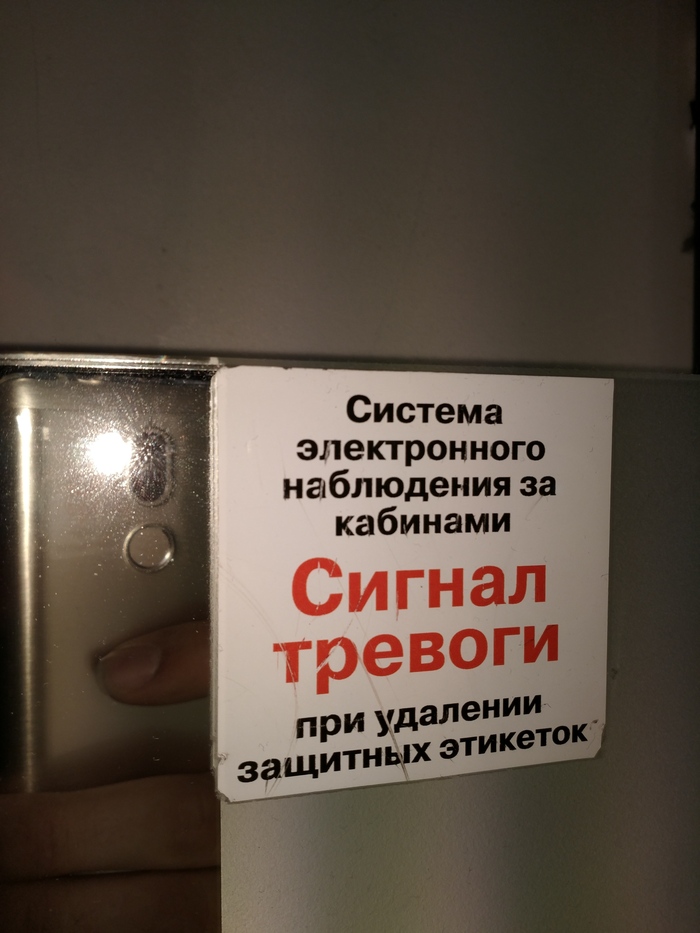 Система
электронного
наблюдения за
кабинами
Сигнал
тревоги
при удалении
защитных этикеток